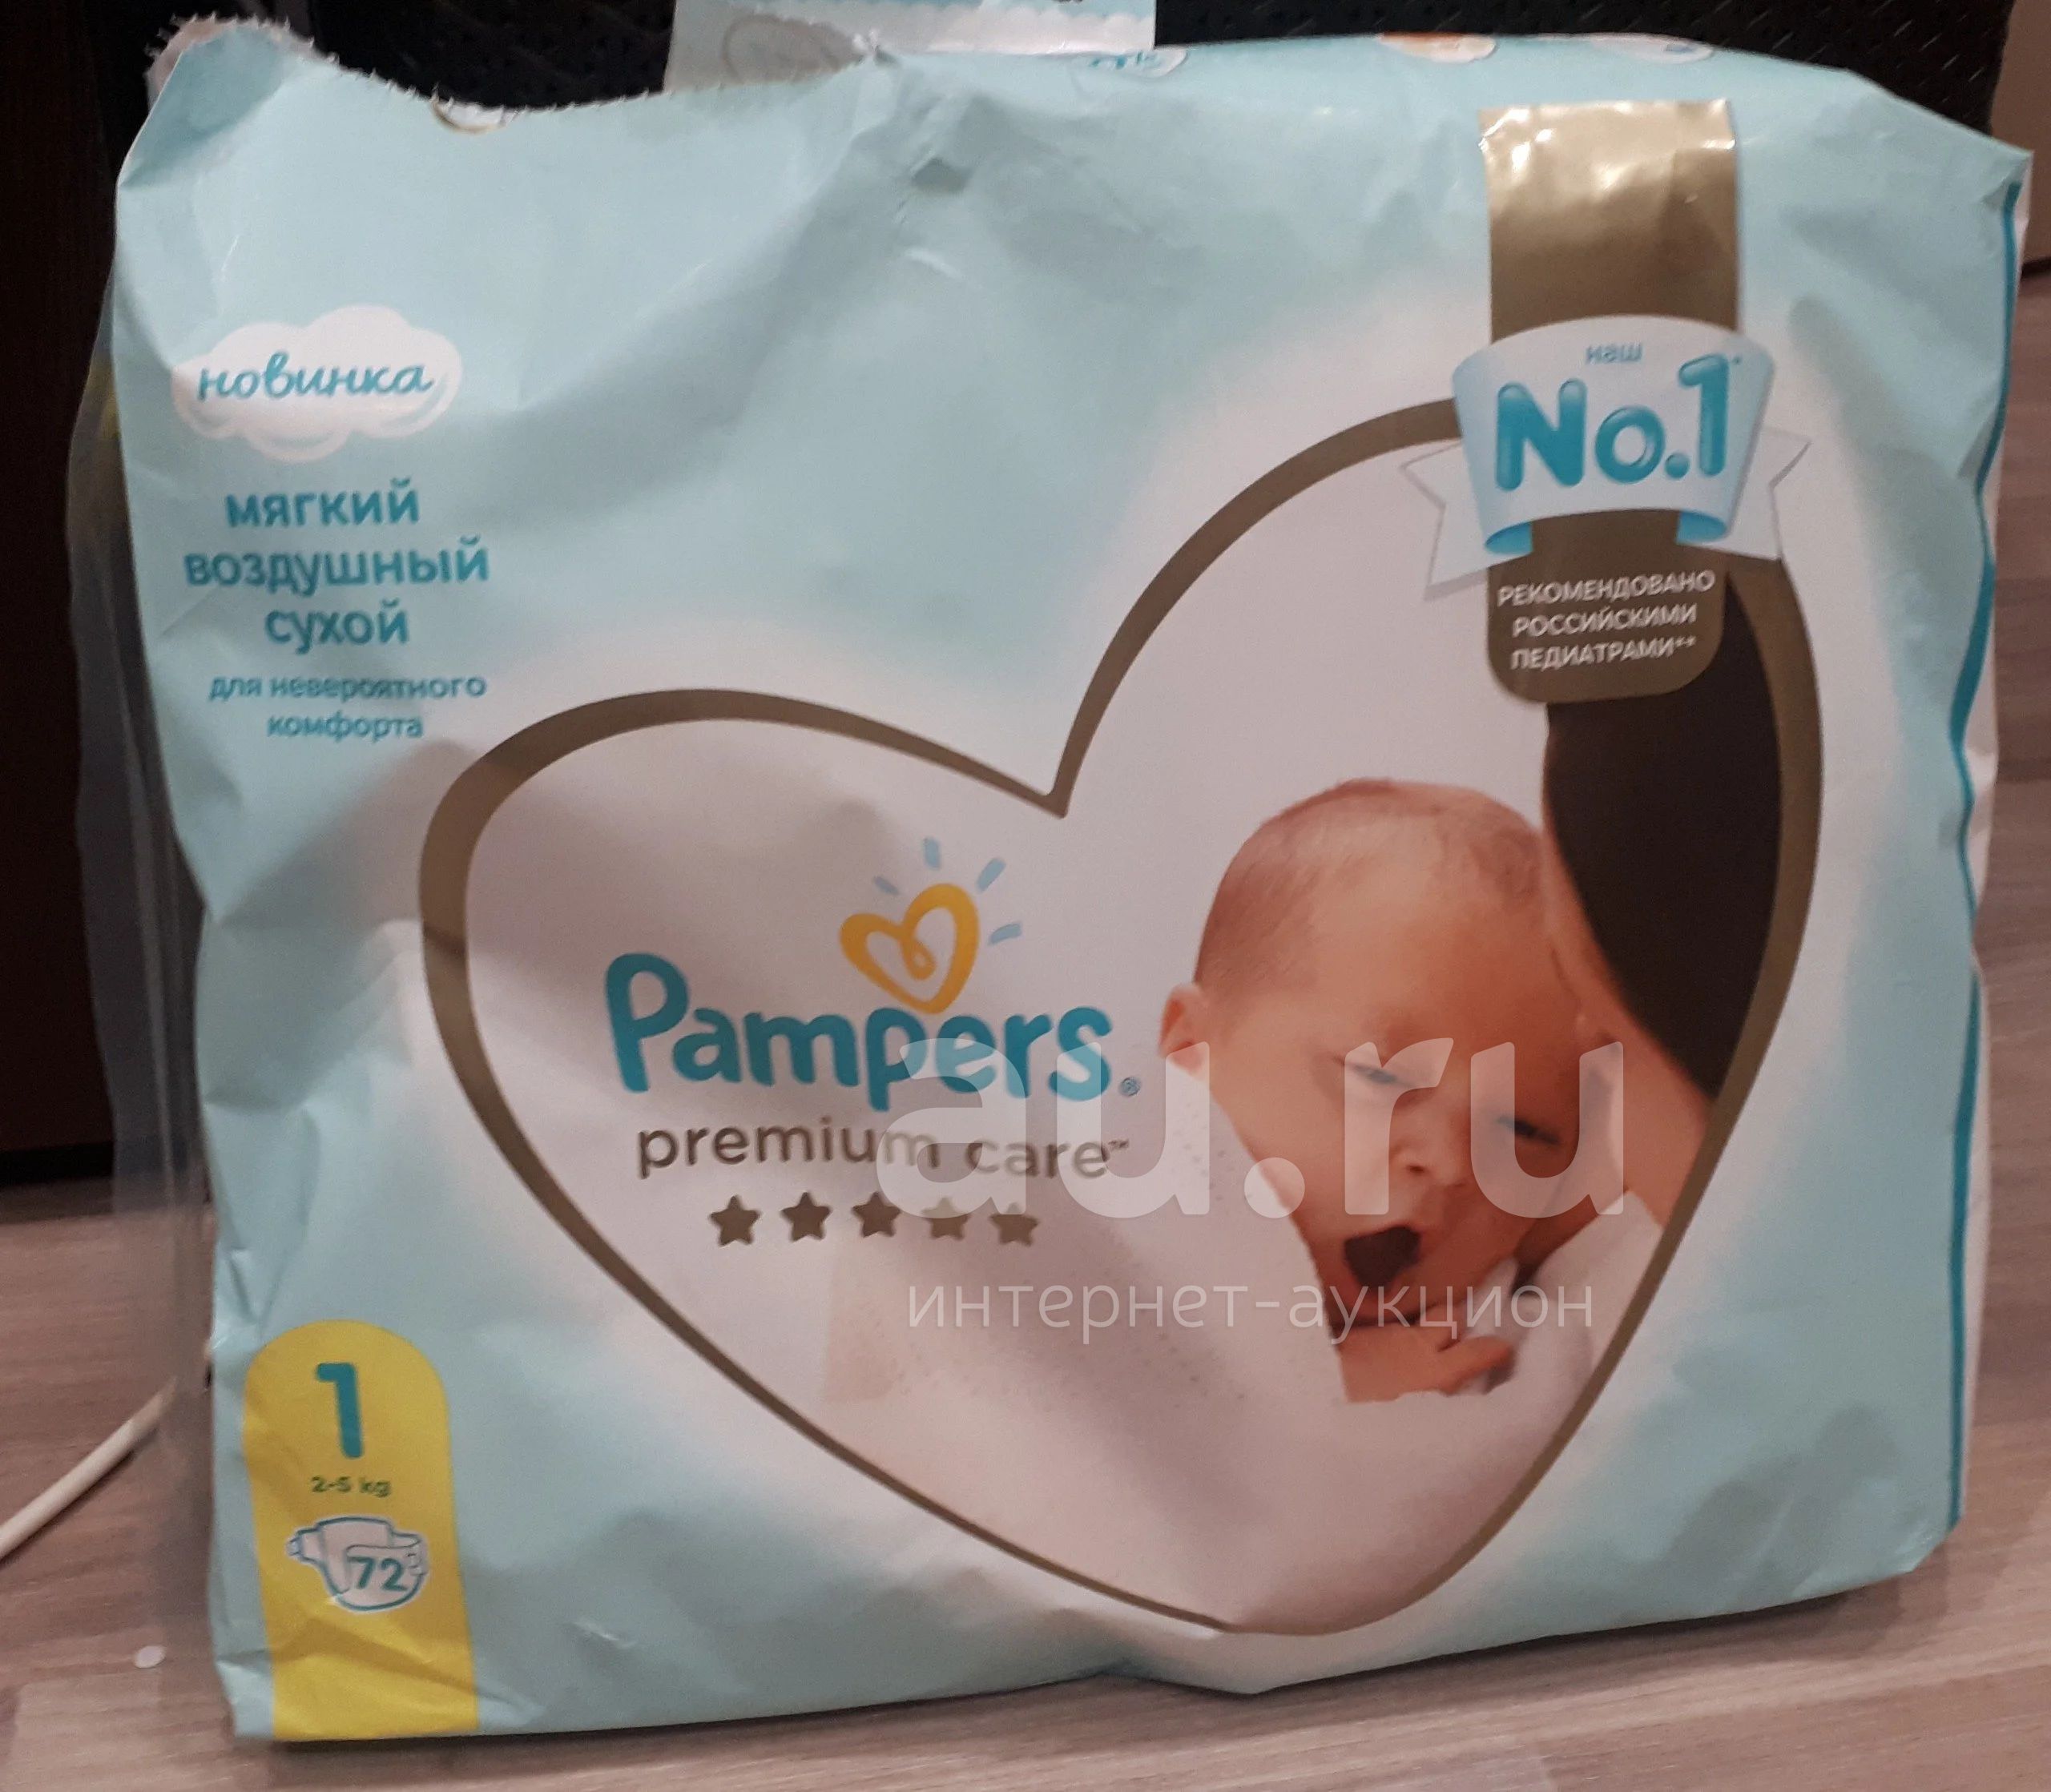 новинка
мягкий
воздушный
сухой
для невероятного
комфорта
наш
No.1*
РЕКОМЕНДОВАНО
РОССИЙСКИМИ
ПЕДИАТРАМИ**
Pampers®
premium care™
au.ru
интернет-аукцион
1
2-5 kg
72